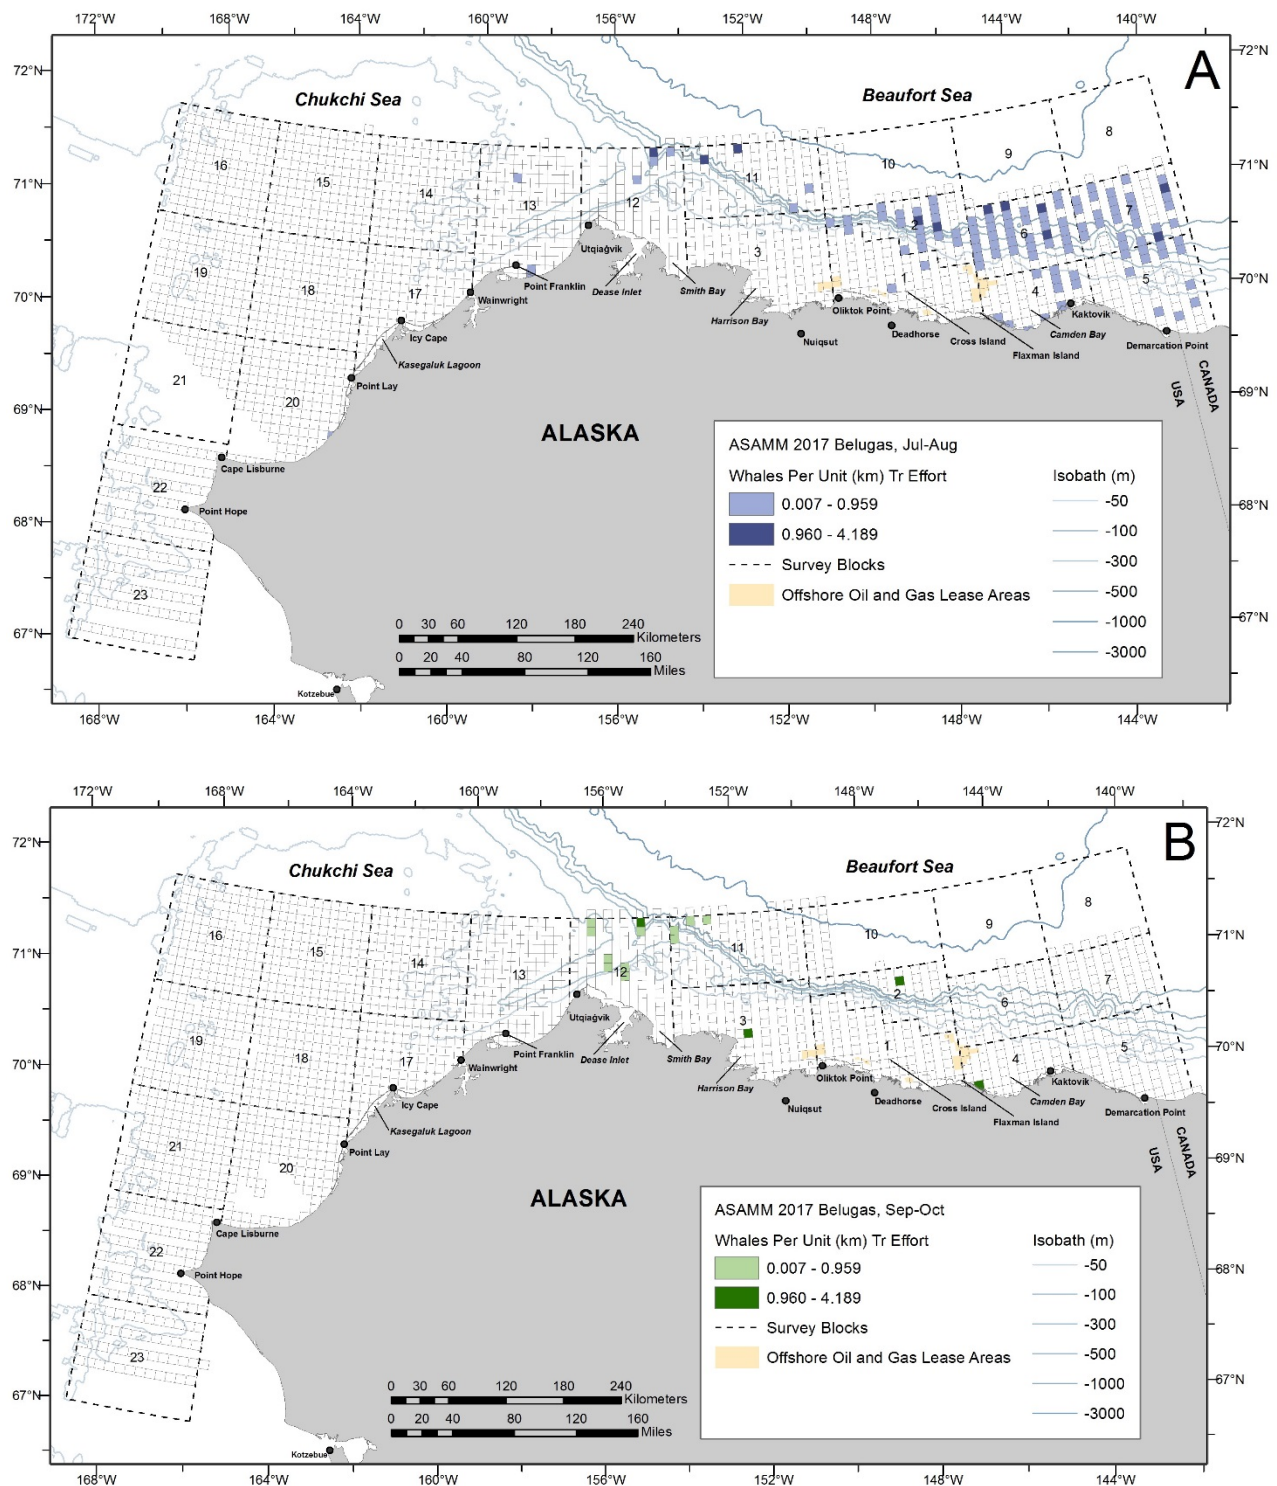 172°W 168°W 164°W 160°W 156°W 152°W 148°W 144°W 140°W
A
72°N 72°N
Chukchi Sea Beaufort Sea
71°N 71°N
70°N 70°N
69°N 69°N
68°N 68°N
67°N 67°N
16 15 14 13 12 11 10 9 8
19 18 17 3 2 1 6 7 4 5
21 20
22
23
Utqiaġvik
Point Franklin
Dease Inlet
Smith Bay
Harrison Bay
Wainwright
Icy Cape
Kasegaluk Lagoon
Point Lay
Cape Lisburne
Point Hope
Kotzebue
Nuiqsut
Oliktok Point
Deadhorse
Cross Island
Flaxman Island
Camden Bay
Kaktovik
Demarcation Point
USA
CANADA
ALASKA
ASAMM 2017 Belugas, Jul-Aug
Whales Per Unit (km) Tr Effort
0.007 - 0.959
0.960 - 4.189
Survey Blocks
Offshore Oil and Gas Lease Areas
Isobath (m)
-50
-100
-300
-500
-1000
-3000
0 30 60 120 180 240
Kilometers
0 20 40 80 120 160
Miles
168°W 164°W 160°W 156°W 152°W 148°W 144°W
172°W 168°W 164°W 160°W 156°W 152°W 148°W 144°W 140°W
B
72°N 72°N
Chukchi Sea Beaufort Sea
71°N 71°N
70°N 70°N
69°N 69°N
68°N 68°N
67°N 67°N
16 15 14 13 12 11 10 9 8
19 18 17 3 2 1 6 7 4 5
21 20
22
23
Utqiaġvik
Point Franklin
Dease Inlet
Smith Bay
Harrison Bay
Wainwright
Icy Cape
Kasegaluk Lagoon
Point Lay
Cape Lisburne
Point Hope
Kotzebue
Nuiqsut
Oliktok Point
Deadhorse
Cross Island
Flaxman Island
Camden Bay
Kaktovik
Demarcation Point
USA
CANADA
ALASKA
ASAMM 2017 Belugas, Sep-Oct
Whales Per Unit (km) Tr Effort
0.007 - 0.959
0.960 - 4.189
Survey Blocks
Offshore Oil and Gas Lease Areas
Isobath (m)
-50
-100
-300
-500
-1000
-3000
0 30 60 120 180 240
Kilometers
0 20 40 80 120 160
Miles
168°W 164°W 160°W 156°W 152°W 148°W 144°W